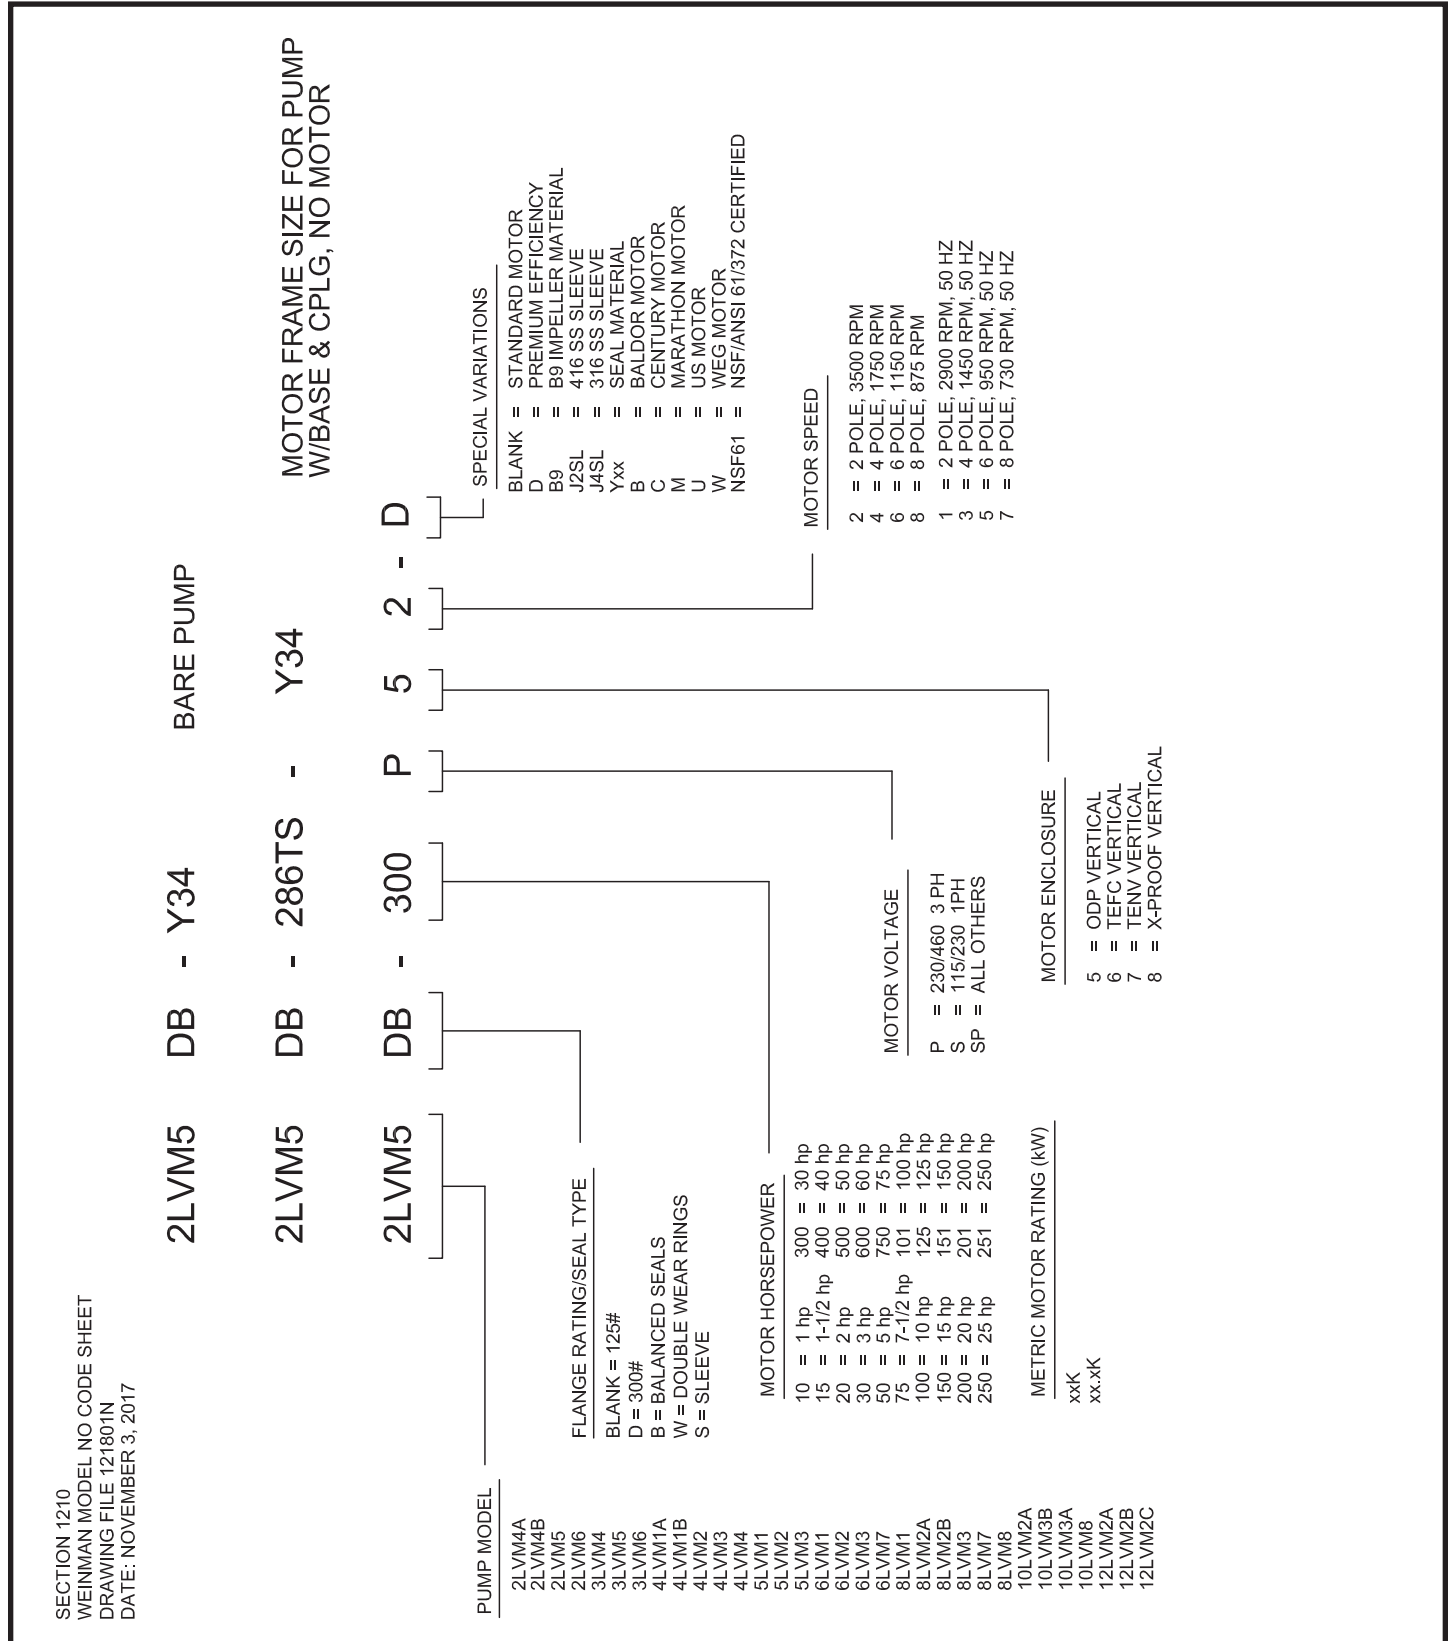 SECTION 1210
WEINMAN MODEL NO CODE SHEET
DRAWING FILE 121801N
DATE: NOVEMBER 3, 2017
2LVM5 DB - Y34 BARE PUMP
2LVM5 DB - 286TS - Y34 MOTOR FRAME SIZE FOR PUMP
W/BASE & CPLG, NO MOTOR
2LVM5 DB - 300 P 5 2 - D
PUMP MODEL
2LVM4A
2LVM4B
2LVM5
2LVM6
3LVM4
3LVM5
3LVM6
4LVM1A
4LVM1B
4LVM2
4LVM3
4LVM4
5LVM1
5LVM2
5LVM3
6LVM1
6LVM2
6LVM3
6LVM7
8LVM1
8LVM2A
8LVM2B
8LVM3
8LVM7
8LVM8
10LVM2A
10LVM3B
10LVM3A
10LVM8
12LVM2A
12LVM2B
12LVM2C
FLANGE RATING/SEAL TYPE
BLANK = 125#
D = 300#
B = BALANCED SEALS
W = DOUBLE WEAR RINGS
S = SLEEVE
MOTOR HORSEPOWER
10 = 1 hp 300 = 30 hp
15 = 1-1/2 hp 400 = 40 hp
20 = 2 hp 500 = 50 hp
30 = 3 hp 600 = 60 hp
50 = 5 hp 750 = 75 hp
75 = 7-1/2 hp 101 = 100 hp
100 = 10 hp 125 = 125 hp
150 = 15 hp 151 = 150 hp
200 = 20 hp 201 = 200 hp
250 = 25 hp 251 = 250 hp
METRIC MOTOR RATING (kW)
xxK
xx.xK
MOTOR VOLTAGE
P = 230/460 3 PH
S = 115/230 1PH
SP = ALL OTHERS
MOTOR ENCLOSURE
5 = ODP VERTICAL
6 = TEFC VERTICAL
7 = TENV VERTICAL
8 = X-PROOF VERTICAL
MOTOR SPEED
2 = 2 POLE, 3500 RPM
4 = 4 POLE, 1750 RPM
6 = 6 POLE, 1150 RPM
8 = 8 POLE, 875 RPM
1 = 2 POLE, 2900 RPM, 50 HZ
3 = 4 POLE, 1450 RPM, 50 HZ
5 = 6 POLE, 950 RPM, 50 HZ
7 = 8 POLE, 730 RPM, 50 HZ
SPECIAL VARIATIONS
BLANK = STANDARD MOTOR
D = PREMIUM EFFICIENCY
B9 = B9 IMPELLER MATERIAL
J2SL = 416 SS SLEEVE
J4SL = 316 SS SLEEVE
Yxx = SEAL MATERIAL
B = BALDOR MOTOR
C = CENTURY MOTOR
M = MARATHON MOTOR
U = US MOTOR
W = WEG MOTOR
NSF61 = NSF/ANSI 61/372 CERTIFIED